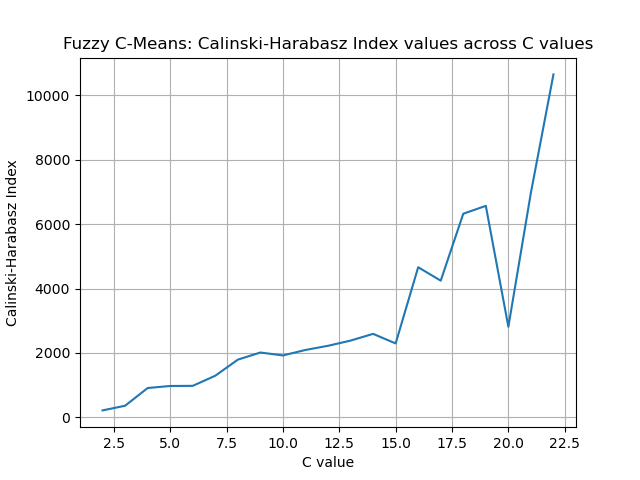 Fuzzy C-Means: Calinski-Harabasz Index values across C values
10000
8000
6000
4000
2000
0
Calinski-Harabasz Index
2.5 5.0 7.5 10.0 12.5 15.0 17.5 20.0 22.5
C value